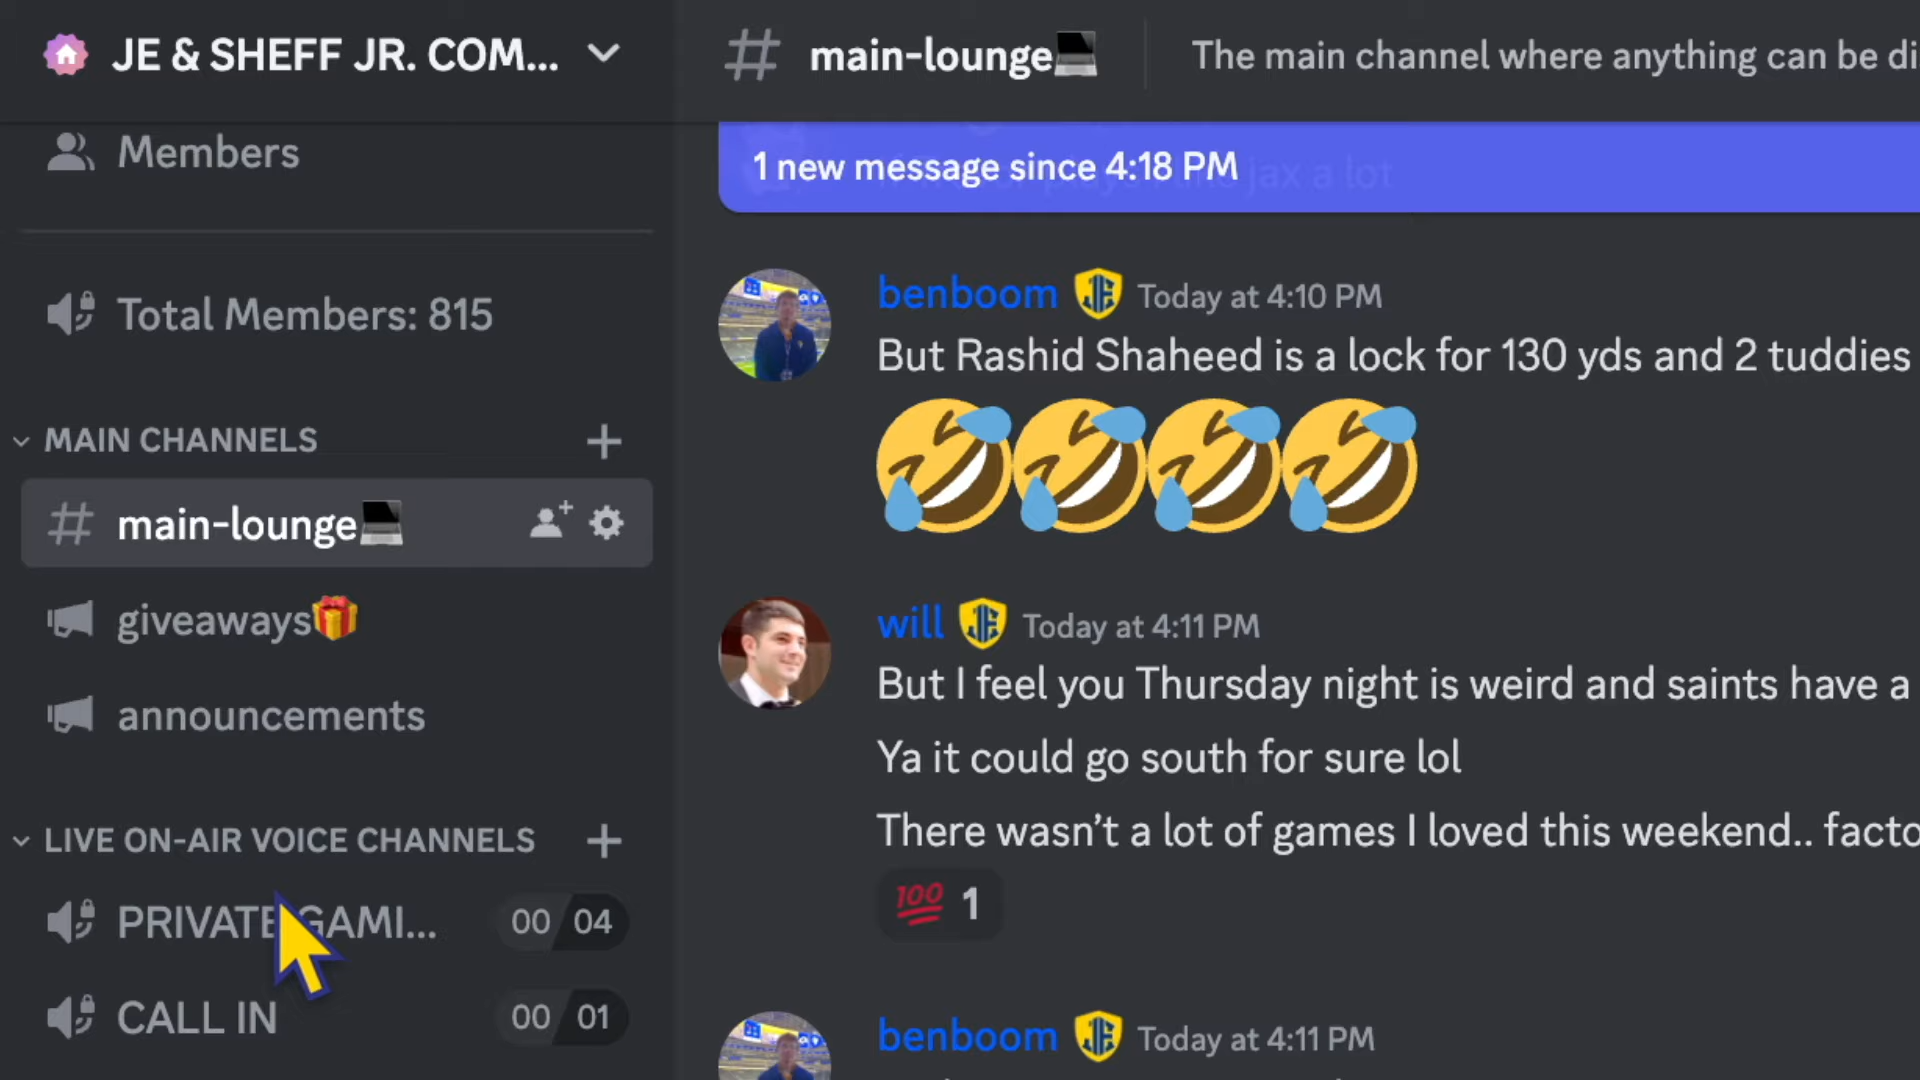 JE & SHEFF JR. COM...
Members
Total Members: 815
MAIN CHANNELS
main-lounge
giveaways
announcements
LIVE ON-AIR VOICE CHANNELS
PRIVATE GAMI...
00 04
CALL IN
00 01
# main-lounge
The main channel where anything can be di
1 new message since 4:18 PM
jax a lot
benboom JE Today at 4:10 PM
But Rashid Shaheed is a lock for 130 yds and 2 tuddies
will JE Today at 4:11 PM
But I feel you Thursday night is weird and saints have a
Ya it could go south for sure lol
There wasn't a lot of games I loved this weekend.. facto
100 1
benboom JE Today at 4:11 PM